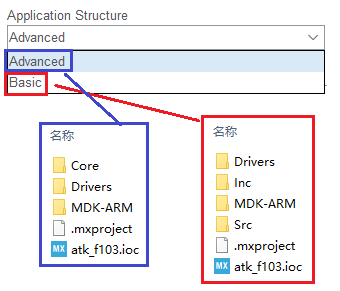 Application Structure
Advanced
Advanced
Basic
名称
Core
Drivers
MDK-ARM
.mxproject
MX atk_f103.ioc
名称
Drivers
Inc
MDK-ARM
Src
.mxproject
MX atk_f103.ioc